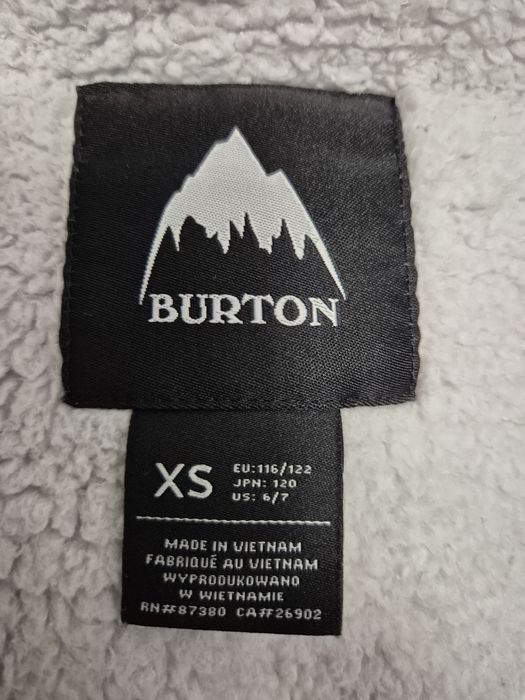 BURTON
XS
EU:116/122
JPN: 120
US: 6/7
MADE IN VIETNAM
FABRIQUÉ AU VIETNAM
WYPRODUKOWANO
W WIETNAMIE
RN#87380 CA#26902